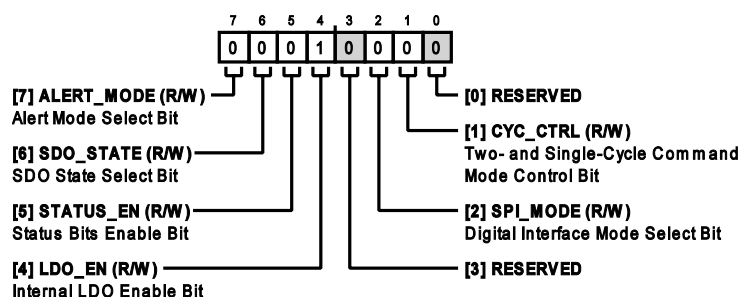 7 6 5 4 3 2 1 0
0 0 0 1 0 0 0 0
[7] ALERT_MODE (R/W)
Alert Mode Select Bit
[6] SDO_STATE (R/W)
SDO State Select Bit
[5] STATUS_EN (R/W)
Status Bits Enable Bit
[4] LDO_EN (R/W)
Internal LDO Enable Bit
[0] RESERVED
[1] CYC_CTRL (R/W)
Two- and Single-Cycle Command
Mode Control Bit
[2] SPI_MODE (R/W)
Digital Interface Mode Select Bit
[3] RESERVED